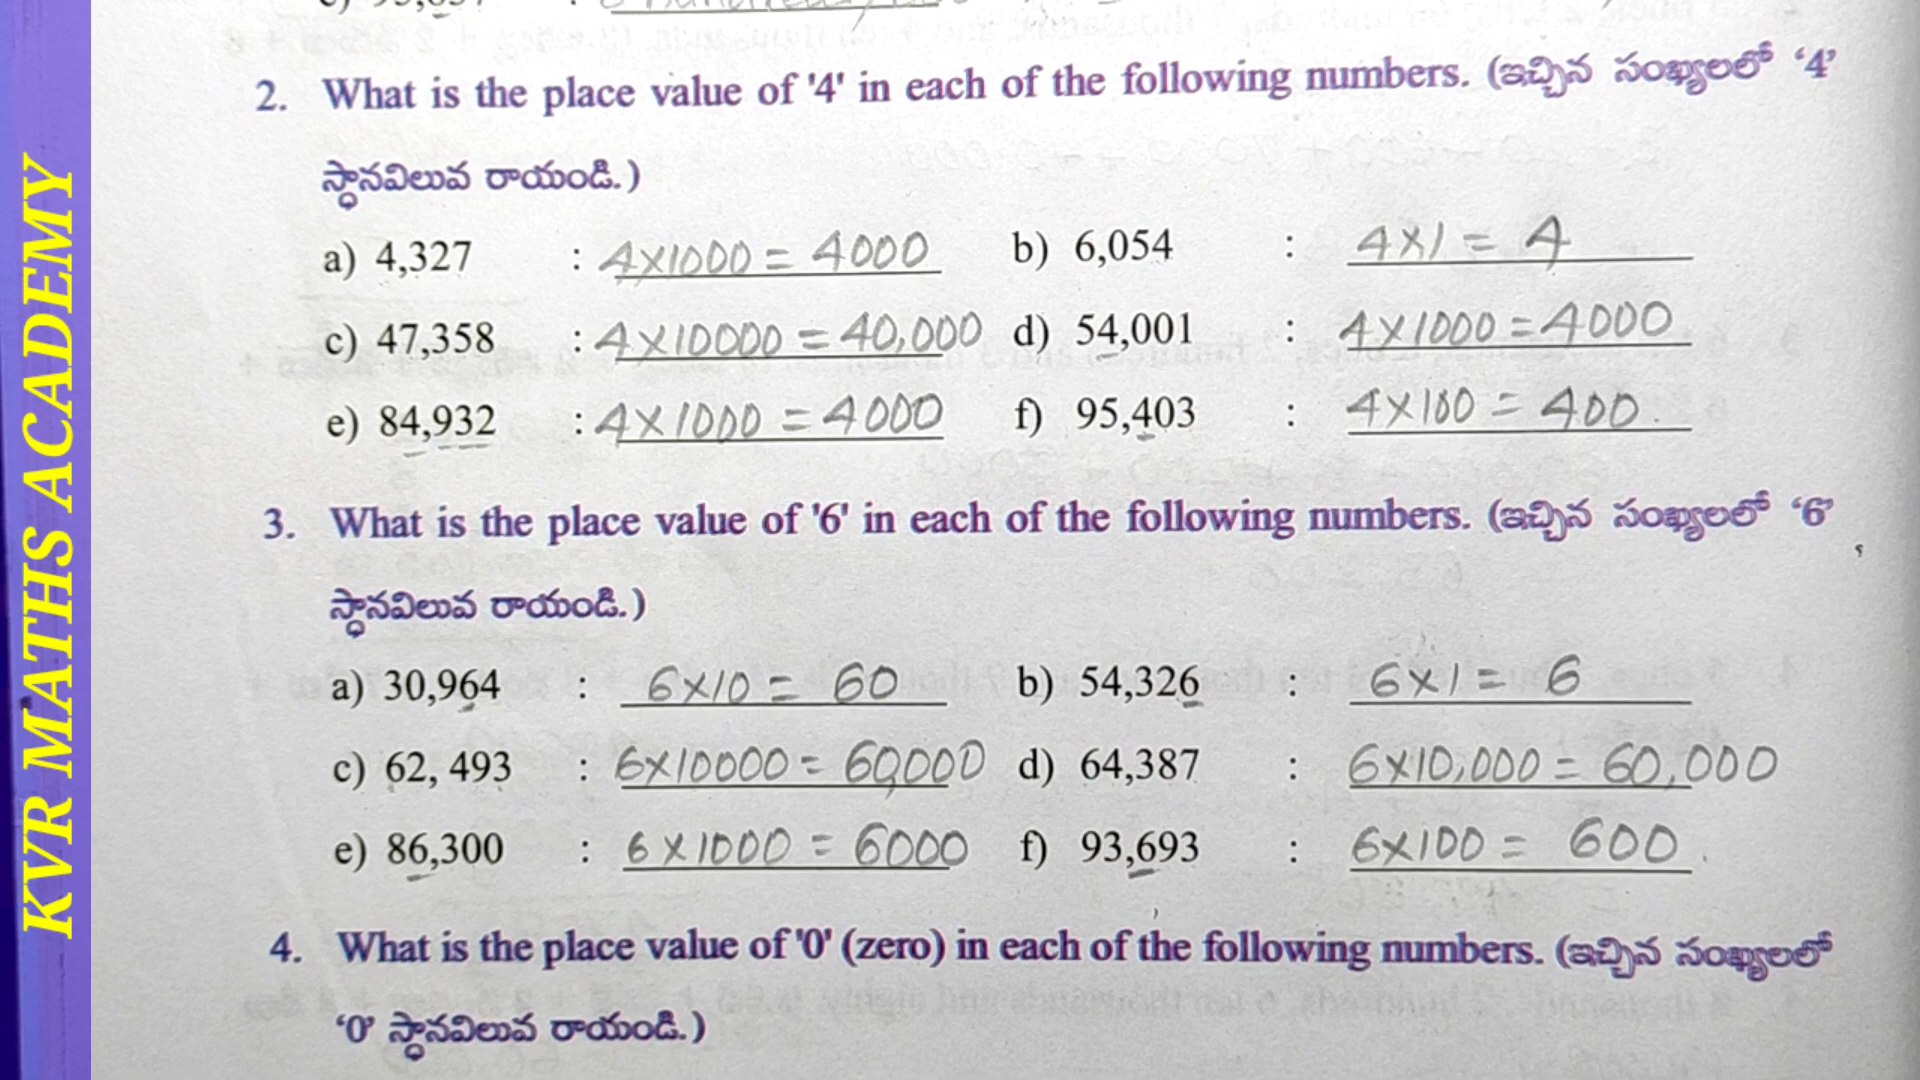 KVR MATHS ACADEMY
2. What is the place value of '4' in each of the following numbers. (ఇచ్చిన సంఖ్యలలో ‘4’
స్థానవిలువ రాయండి.)
a) 4,327 : 4×1000 = 4000 b) 6,054 : 4×1 = 4
c) 47,358 : 4×10000 = 40,000 d) 54,001 : 4×1000 = 4000
e) 84,932 : 4×1000 = 4000 f) 95,403 : 4×100 = 400.
3. What is the place value of '6' in each of the following numbers. (ఇచ్చిన సంఖ్యలలో ‘6’
స్థానవిలువ రాయండి.)
a) 30,964 : 6×10 = 60 b) 54,326 : 6×1 = 6
c) 62, 493 : 6×10000 = 60,000 d) 64,387 : 6×10,000 = 60,000
e) 86,300 : 6×1000 = 6000 f) 93,693 : 6×100 = 600.
4. What is the place value of '0' (zero) in each of the following numbers. (ఇచ్చిన సంఖ్యలలో
‘0’ స్థానవిలువ రాయండి.)